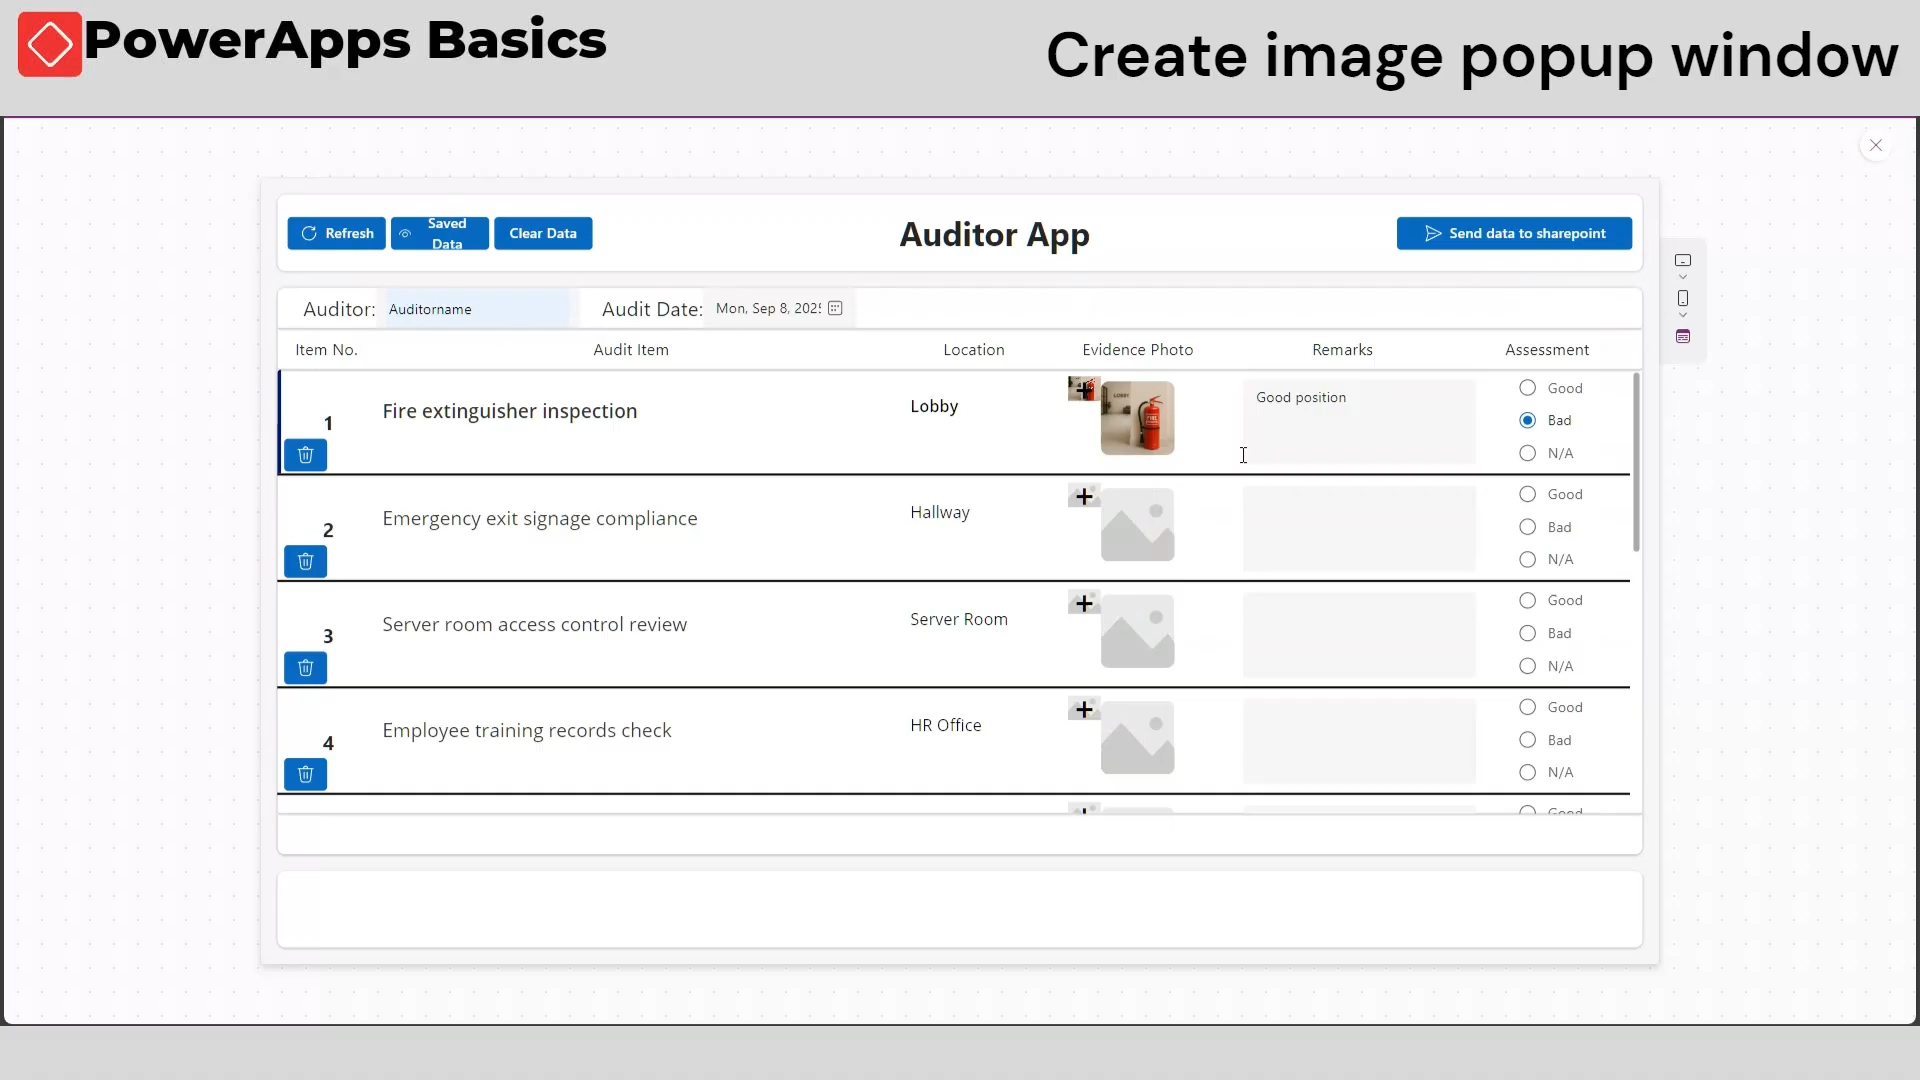 PowerApps Basics
Create image popup window
Refresh
Saved
Data
Clear Data
Auditor App
Send data to sharepoint
Auditor: Auditorname
Audit Date: Mon, Sep 8, 202
Item No. Audit Item Location Evidence Photo Remarks Assessment
1 Fire extinguisher inspection Lobby Good position
Good
Bad
N/A
2 Emergency exit signage compliance Hallway
Good
Bad
N/A
3 Server room access control review Server Room
Good
Bad
N/A
4 Employee training records check HR Office
Good
Bad
N/A
Good